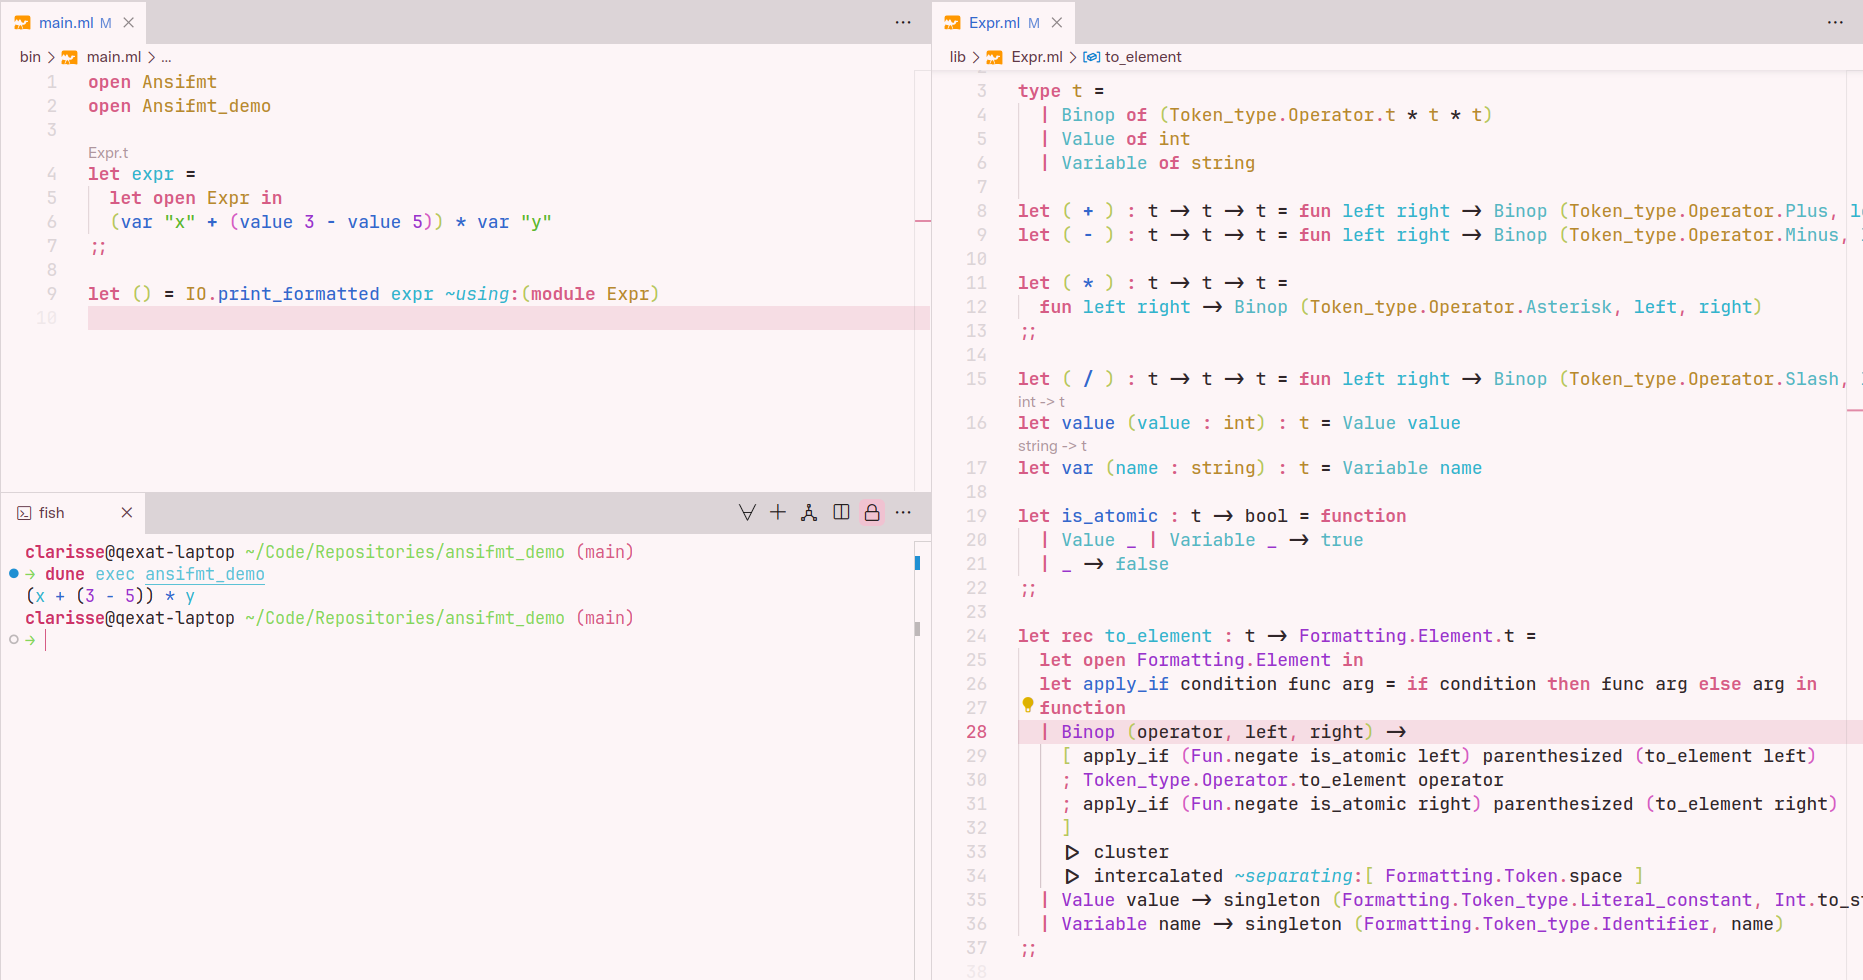 main.ml M
bin > main.ml > ...
1 open Ansifmt
2 open Ansifmt_demo
3
Expr.t
4 let expr =
5 let open Expr in
6 (var "x" + (value 3 - value 5)) * var "y"
7 ;;
8
9 let () = IO.print_formatted expr ~using:(module Expr)
10
fish
clarisse@qexat-laptop ~/Code/Repositories/ansifmt_demo (main)
→ dune exec ansifmt_demo
(x + (3 - 5)) * y
clarisse@qexat-laptop ~/Code/Repositories/ansifmt_demo (main)
→
Expr.ml M
lib > Expr.ml > to_element
3 type t =
4 | Binop of (Token_type.Operator.t * t * t)
5 | Value of int
6 | Variable of string
7
8 let ( + ) : t -> t -> t = fun left right -> Binop (Token_type.Operator.Plus,
9 let ( - ) : t -> t -> t = fun left right -> Binop (Token_type.Operator.Minus,
10
11 let ( * ) : t -> t -> t =
12 fun left right -> Binop (Token_type.Operator.Asterisk, left, right)
13 ;;
14
15 let ( / ) : t -> t -> t = fun left right -> Binop (Token_type.Operator.Slash,
int -> t
16 let value (value : int) : t = Value value
string -> t
17 let var (name : string) : t = Variable name
18
19 let is_atomic : t -> bool = function
20 | Value _ | Variable _ -> true
21 | _ -> false
22 ;;
23
24 let rec to_element : t -> Formatting.Element.t =
25 let open Formatting.Element in
26 let apply_if condition func arg = if condition then func arg else arg in
27 function
28 | Binop (operator, left, right) ->
29 [ apply_if (Fun.negate is_atomic left) parenthesized (to_element left)
30 ; Token_type.Operator.to_element operator
31 ; apply_if (Fun.negate is_atomic right) parenthesized (to_element right)
32 ]
33 |> cluster
34 |> intercalated ~separating:[ Formatting.Token.space ]
35 | Value value -> singleton (Formatting.Token_type.Literal_constant, Int.to_s
36 | Variable name -> singleton (Formatting.Token_type.Identifier, name)
37 ;;
38